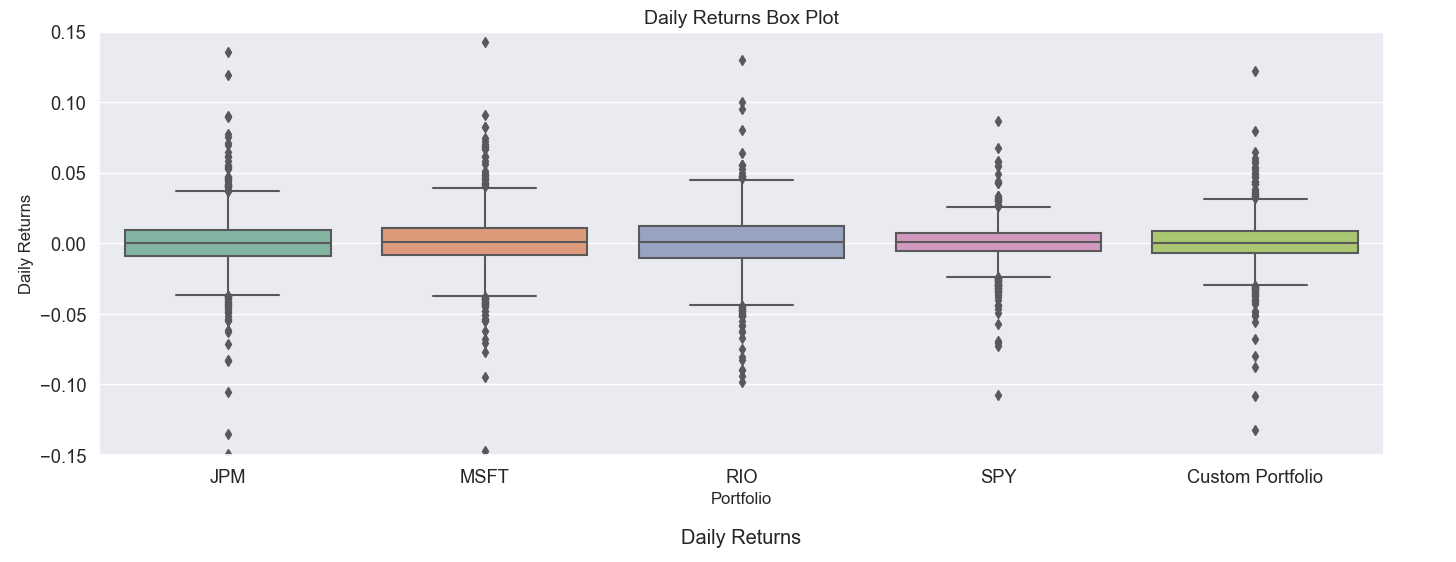 Daily Returns Box Plot
0.15
0.10
0.05
0.00
−0.05
−0.10
−0.15
Daily Returns
JPM MSFT RIO SPY Custom Portfolio
Portfolio
Daily Returns